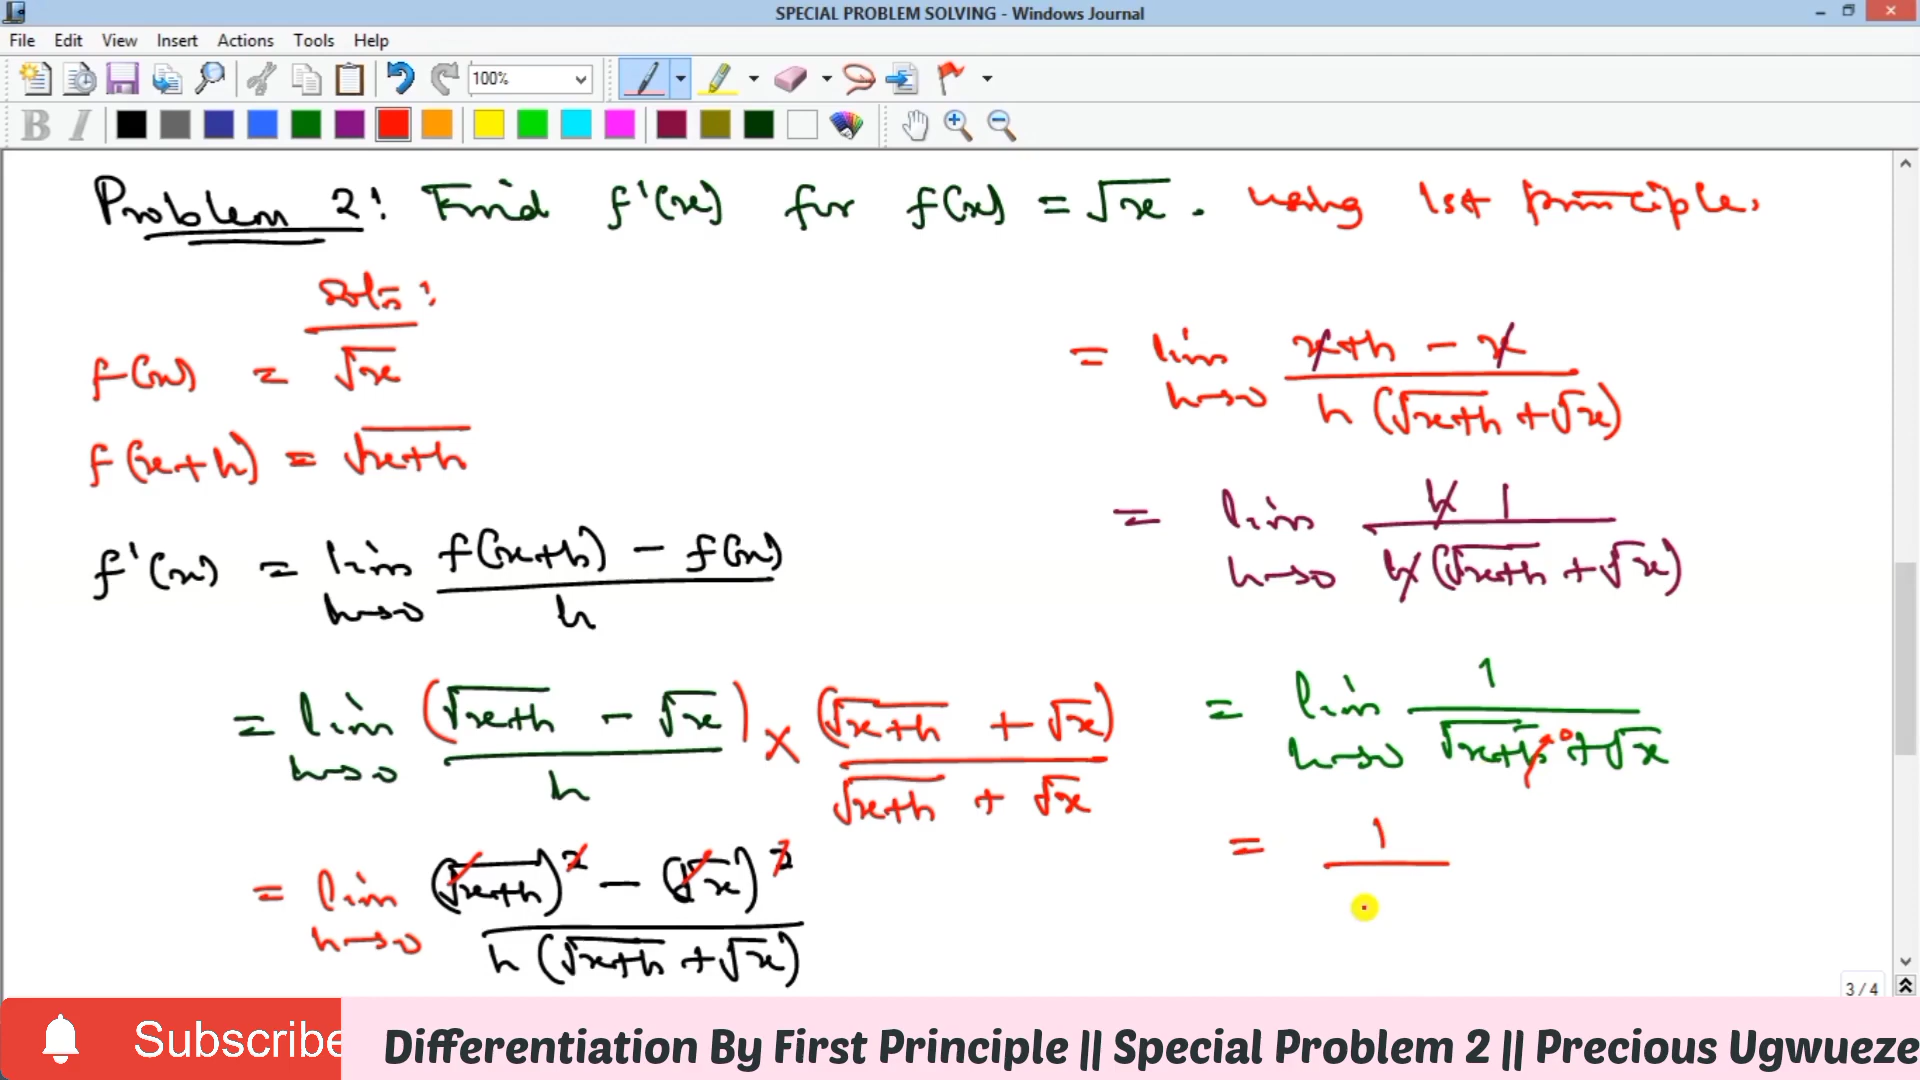 SPECIAL PROBLEM SOLVING - Windows Journal
File Edit View Insert Actions Tools Help
100%
B I
Problem 2: Find f'(x) for f(x) = √x. using 1st principle.
Soln:
f(x) = √x
f(x+h) = √x+h
f'(x) = lim h→0 f(x+h) - f(x) / h
= lim h→0 (√x+h - √x) / h × (√x+h + √x) / √x+h + √x
= lim h→0 (√x+h)² - (√x)² / h (√x+h + √x)
= lim h→0 x+h - x / h (√x+h + √x)
= lim h→0 h 1 / h (√x+h + √x)
= lim h→0 1 / √x+h 0 + √x
= 1
3 / 4
Subscribe
Differentiation By First Principle || Special Problem 2 || Precious Ugwueze